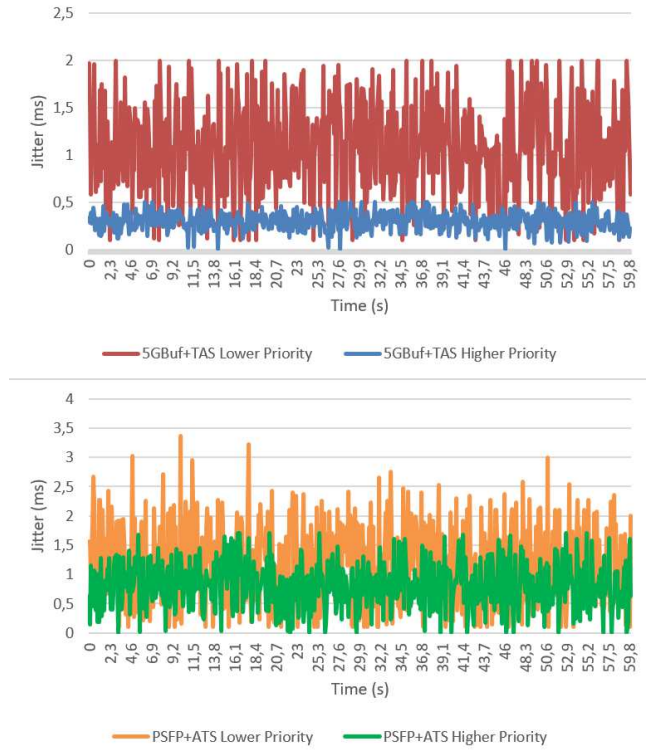 2,5
2
1,5
1
0,5
0
Jitter (ms)
0 2,3 4,6 6,9 9,2 11,5 13,8 16,1 18,4 20,7 23 25,3 27,6 29,9 32,2 34,5 36,8 39,1 41,4 43,7 46 48,3 50,6 52,9 55,2 57,5 59,8
Time (s)
5GBuf+TAS Lower Priority 5GBuf+TAS Higher Priority
4
3,5
3
2,5
2
1,5
1
0,5
0
Jitter (ms)
0 2,3 4,6 6,9 9,2 11,5 13,8 16,1 18,4 20,7 23 25,3 27,6 29,9 32,2 34,5 36,8 39,1 41,4 43,7 46 48,3 50,6 52,9 55,2 57,5 59,8
Time (s)
PSFP+ATS Lower Priority PSFP+ATS Higher Priority